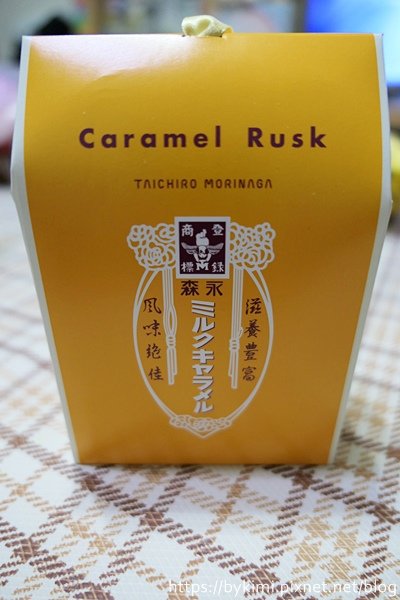 Caramel Rusk
TAICHIRO MORINAGA
商登
標録
森永
ミルクキャラメル
滋養豊富
風味絶佳
https://bykimi.pixnet.net/blog